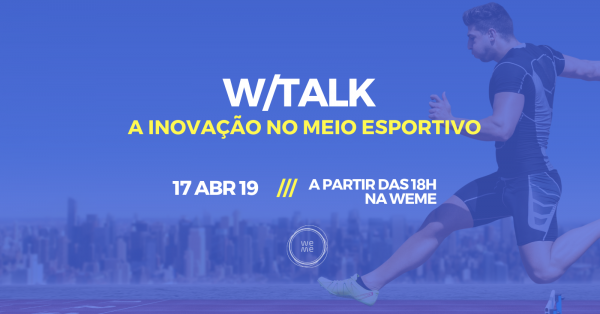 W/TALK
A INOVAÇÃO NO MEIO ESPORTIVO
17 ABR 19 /// A PARTIR DAS 18H
NA WEME
we
me